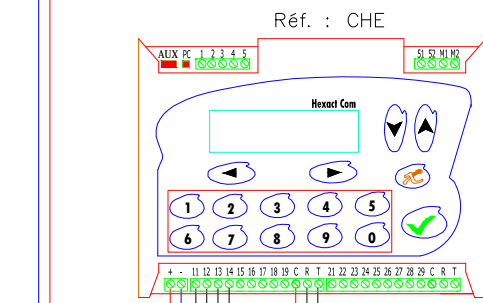 Réf. : CHE
AUX PC 1 2 3 4 5 51 52 M1 M2
Hexact Com
1 2 3 4 5
6 7 8 9 0
+ - 11 12 13 14 15 16 17 18 19 C R T 21 22 23 24 25 26 27 28 29 C R T